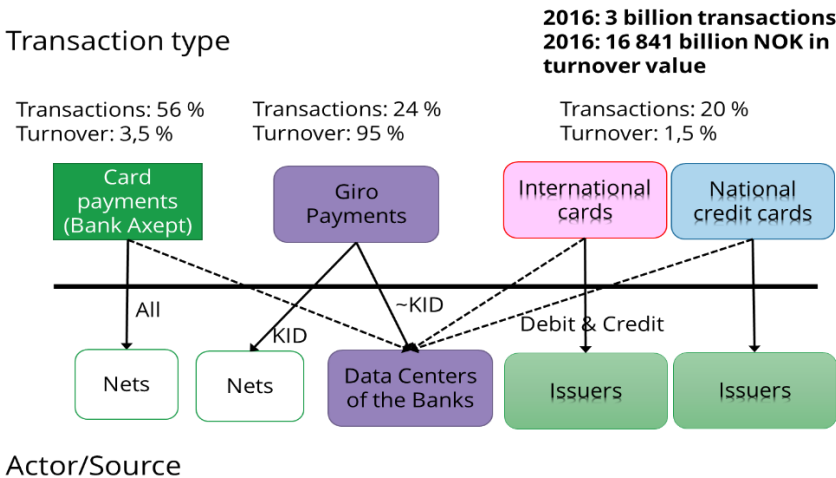 Transaction type
2016: 3 billion transactions
2016: 16 841 billion NOK in
turnover value
Transactions: 56 %
Turnover: 3,5 %
Transactions: 24 %
Turnover: 95 %
Transactions: 20 %
Turnover: 1,5 %
Card
payments
(Bank Axept)
Giro
Payments
International
cards
National
credit cards
All
KID
~KID
Debit & Credit
Nets
Nets
Data Centers
of the Banks
Issuers
Issuers
Actor/Source